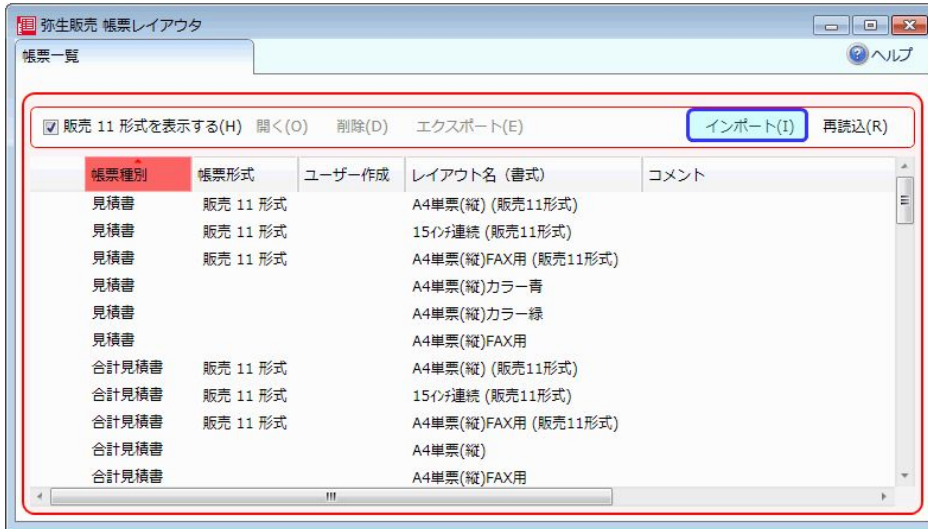 弥生販売 帳票レイアウタ
帳票一覧 ヘルプ
販売 11 形式を表示する(H) 開く(O) 削除(D) エクスポート(E) インポート(I) 再読込(R)
帳票種別 帳票形式 ユーザー作成 レイアウト名（書式） コメント
見積書 販売 11 形式 A4単票(縦) (販売11形式)
見積書 販売 11 形式 15ｲﾝﾁ連続 (販売11形式)
見積書 販売 11 形式 A4単票(縦)FAX用 (販売11形式)
見積書 A4単票(縦)カラー青
見積書 A4単票(縦)カラー緑
見積書 A4単票(縦)FAX用
合計見積書 販売 11 形式 A4単票(縦) (販売11形式)
合計見積書 販売 11 形式 15ｲﾝﾁ連続 (販売11形式)
合計見積書 販売 11 形式 A4単票(縦)FAX用 (販売11形式)
合計見積書 A4単票(縦)
合計見積書 A4単票(縦)FAX用